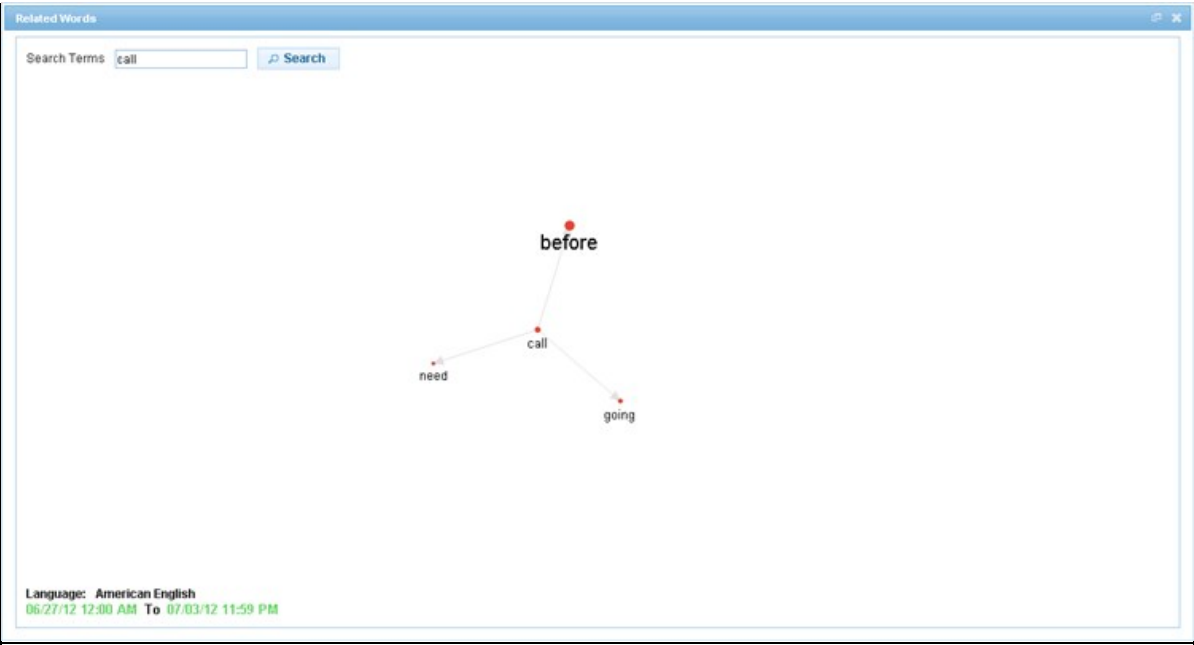 Related Words
Search Terms call Search
before
call
need
going
Language: American English
06/27/12 12:00 AM To 07/03/12 11:59 PM